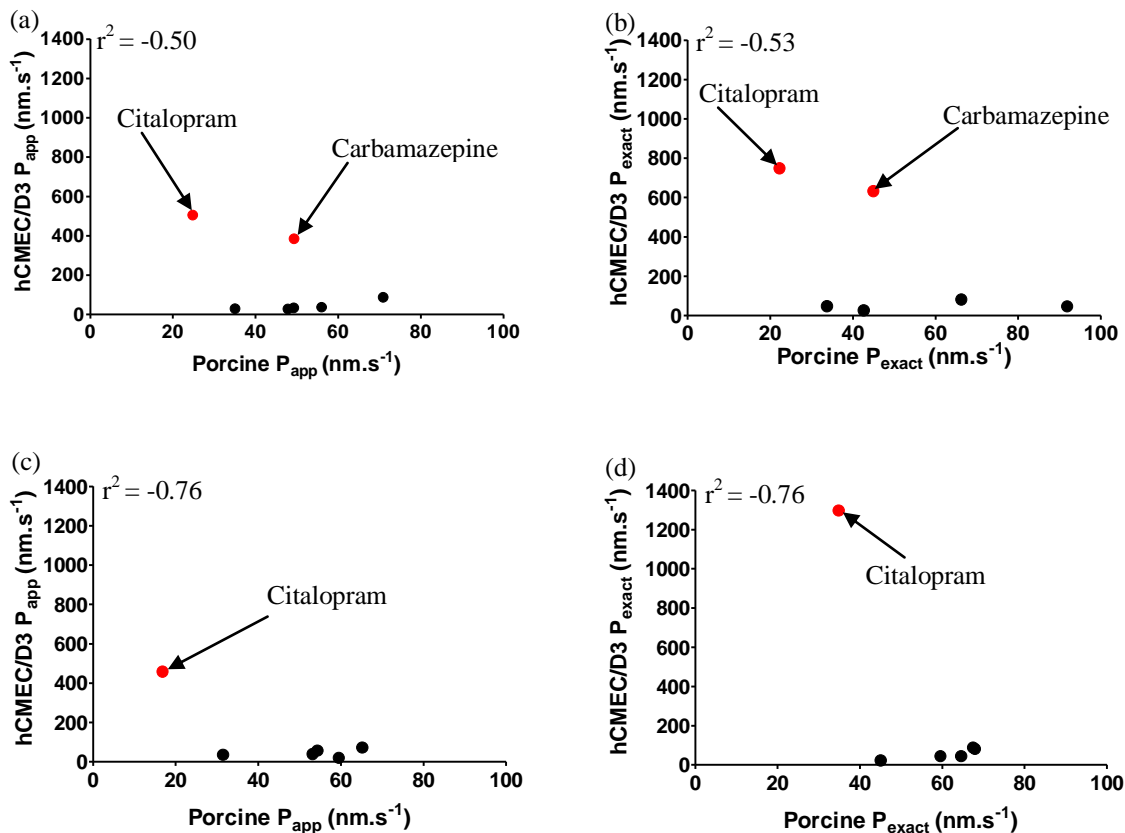 (a)
r² = -0.50
1400
1200
1000
800
600
400
200
0
hCMEC/D3 Papp (nm.s⁻¹)
Citalopram
Carbamazepine
0 20 40 60 80 100
Porcine Papp (nm.s⁻¹)
(b)
r² = -0.53
1400
1200
1000
800
600
400
200
0
hCMEC/D3 Pexact (nm.s⁻¹)
Citalopram
Carbamazepine
0 20 40 60 80 100
Porcine Pexact (nm.s⁻¹)
(c)
r² = -0.76
1400
1200
1000
800
600
400
200
0
hCMEC/D3 Papp (nm.s⁻¹)
Citalopram
0 20 40 60 80 100
Porcine Papp (nm.s⁻¹)
(d)
r² = -0.76
1400
1200
1000
800
600
400
200
0
hCMEC/D3 Pexact (nm.s⁻¹)
Citalopram
0 20 40 60 80 100
Porcine Pexact (nm.s⁻¹)